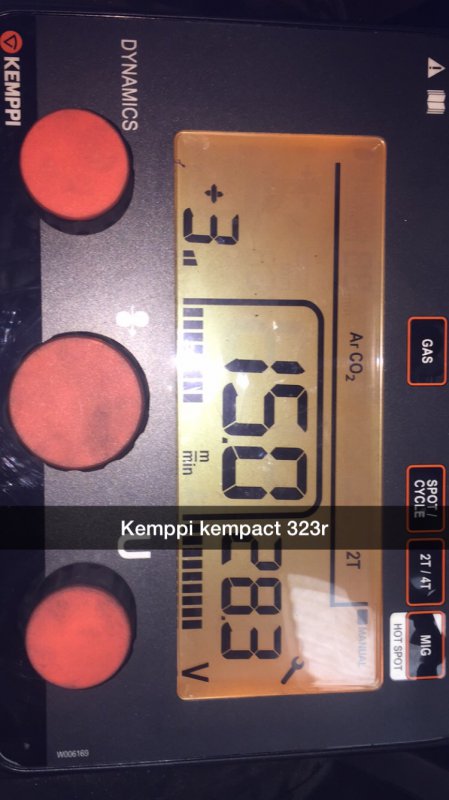 KEMPPI
DYNAMICS
+3
Ar CO₂
15.0
m
min
2T
28.3
V
U
MANUAL
GAS
SPOT /
CYCLE
2T / 4T
MIG
HOT SPOT
W006169
Kemppi kempact 323r